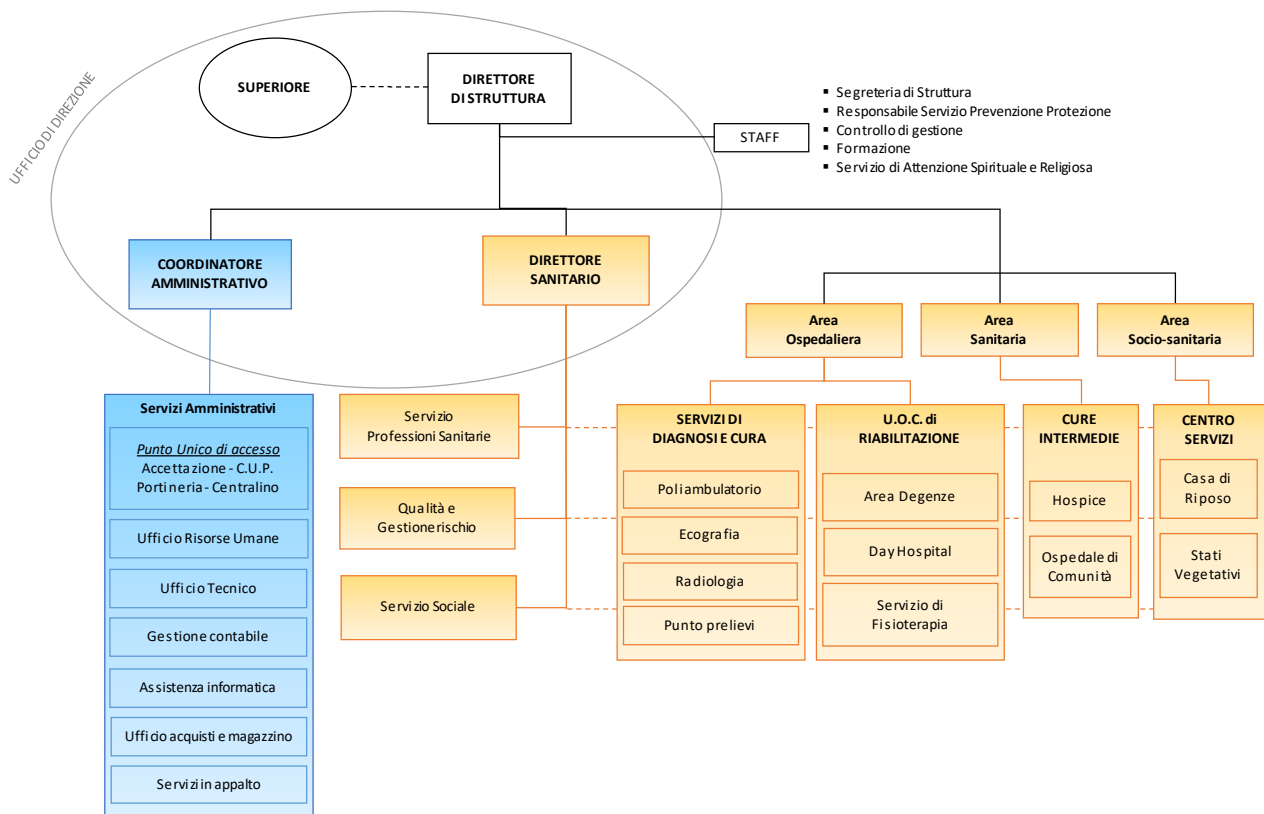 UFFICIO DI DIREZIONE
SUPERIORE
DIRETTORE
DI STRUTTURA
STAFF
▪ Segreteria di Struttura
▪ Responsabile Servizio Prevenzione Protezione
▪ Controllo di gestione
▪ Formazione
▪ Servizio di Attenzione Spirituale e Religiosa
COORDINATORE
AMMINISTRATIVO
DIRETTORE
SANITARIO
Area
Ospedaliera
Area
Sanitaria
Area
Socio-sanitaria
Servizi Amministrativi
Punto Unico di accesso
Accettazione - C.U.P.
Portineria - Centralino
Ufficio Risorse Umane
Ufficio Tecnico
Gestione contabile
Assistenza informatica
Ufficio acquisti e magazzino
Servizi in appalto
Servizio
Professioni Sanitarie
Qualità e
Gestione rischio
Servizio Sociale
SERVIZI DI
DIAGNOSI E CURA
Poliambulatorio
Ecografia
Radiologia
Punto prelievi
U.O.C. di
RIABILITAZIONE
Area Degenze
Day Hospital
Servizio di
Fisioterapia
CURE
INTERMEDIE
Hospice
Ospedale di
Comunità
CENTRO
SERVIZI
Casa di
Riposo
Stati
Vegetativi